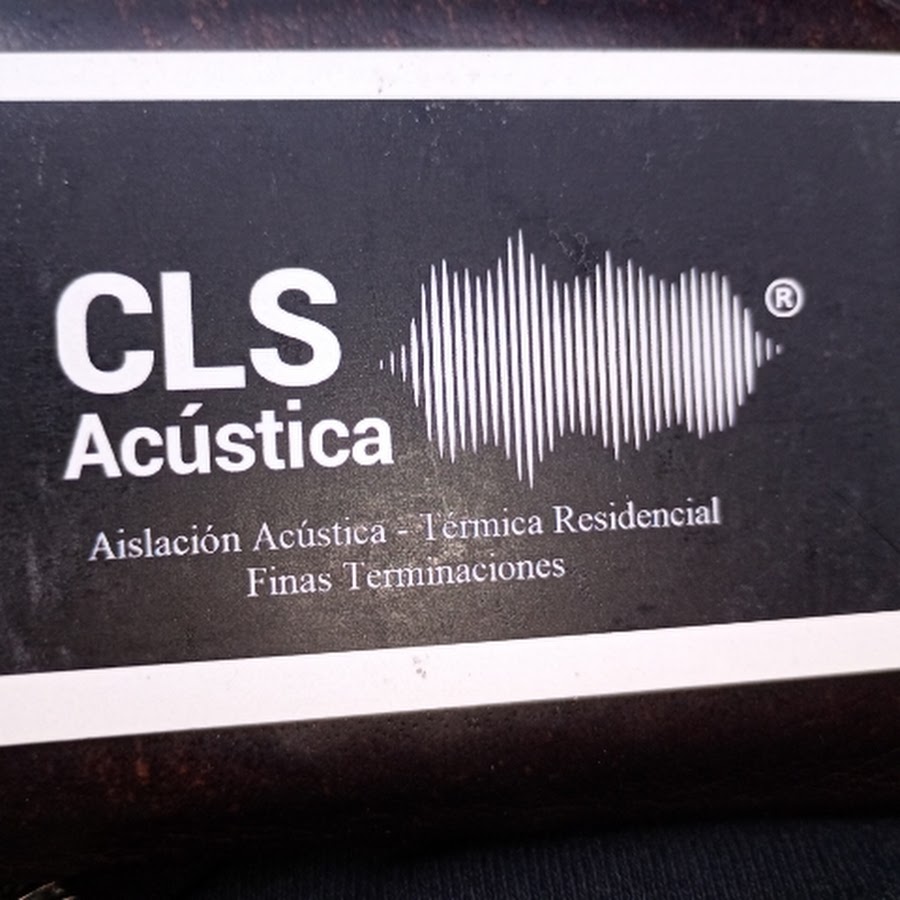 CLS
Acústica
®
Aislación Acústica - Térmica Residencial
Finas Terminaciones